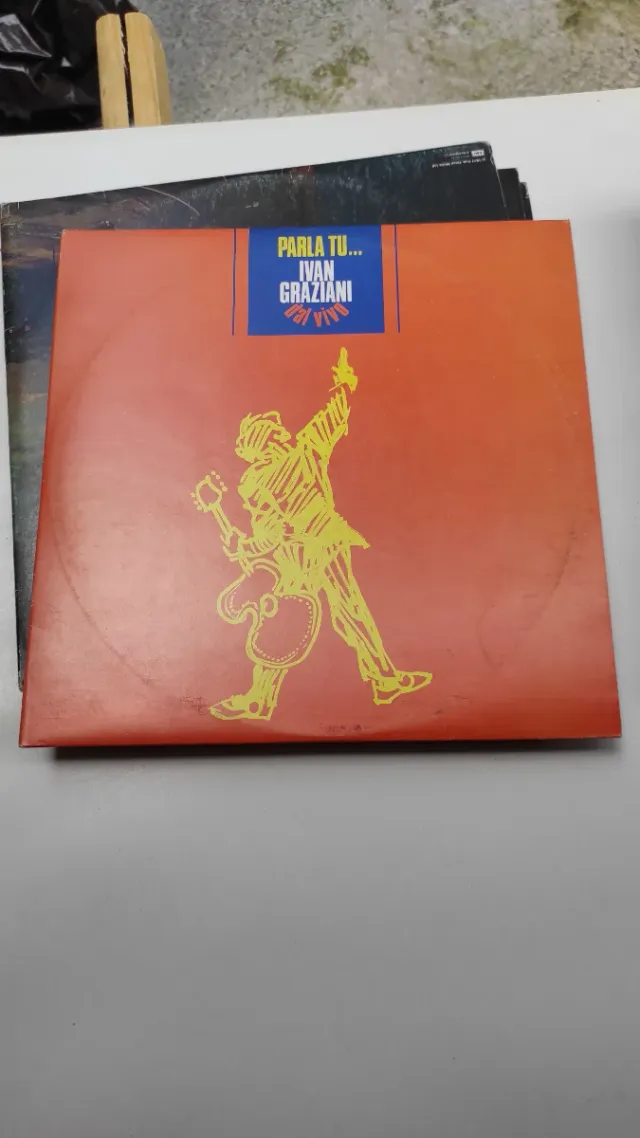 PARLA TU...
IVAN
GRAZIANI
dal vivo